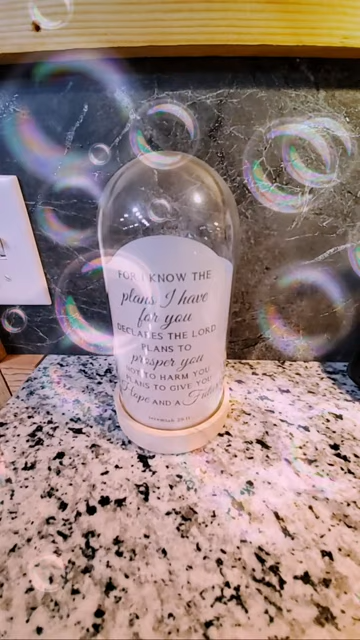 FOR I KNOW THE
plans I have
for you
DECLARES THE LORD
PLANS TO
prosper you
NOT TO HARM YOU
PLANS TO GIVE YOU
Hope AND A Future